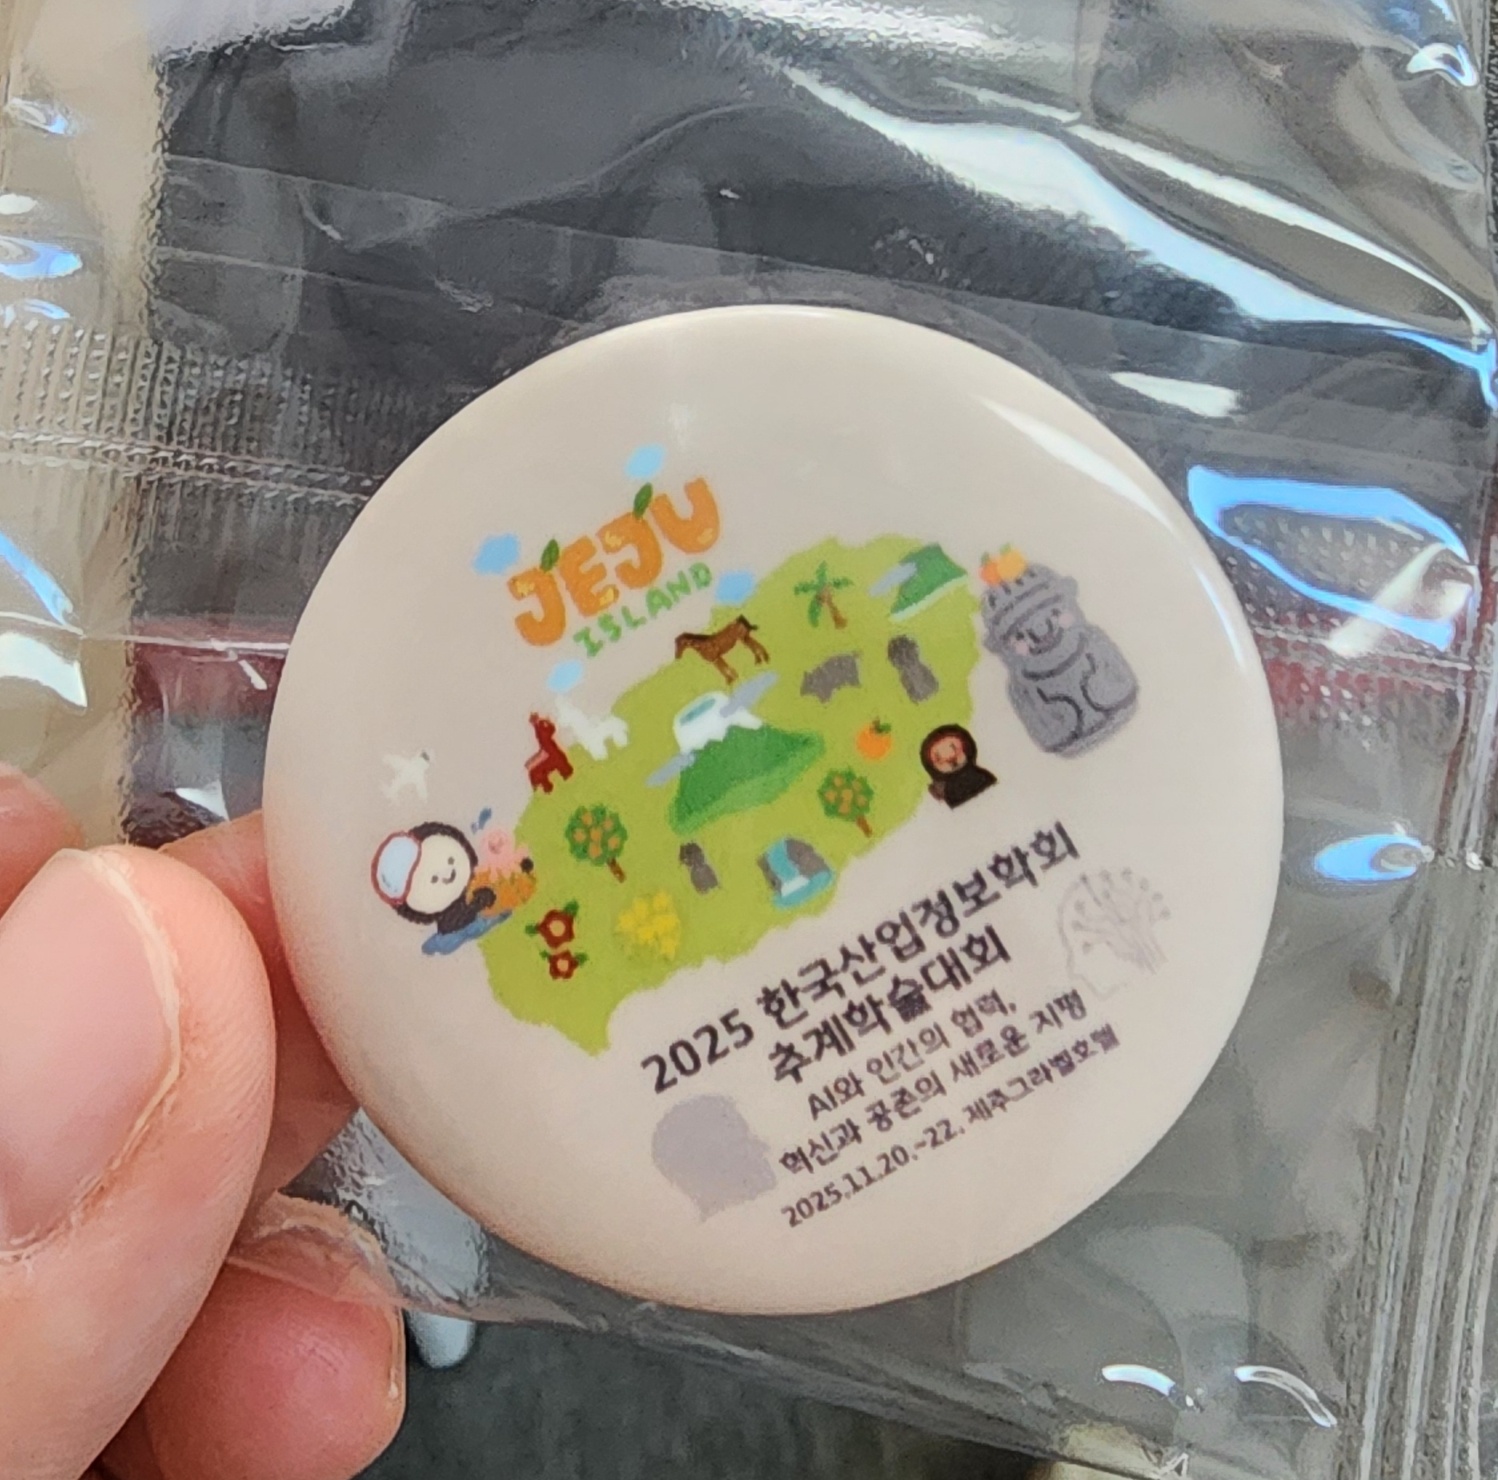 JEJU
ISLAND
2025 한국산업정보학회
추계학술대회
AI와 인간의 협력,
혁신과 공존의 새로운 지평
2025.11.20.~22. 제주그라벨호텔